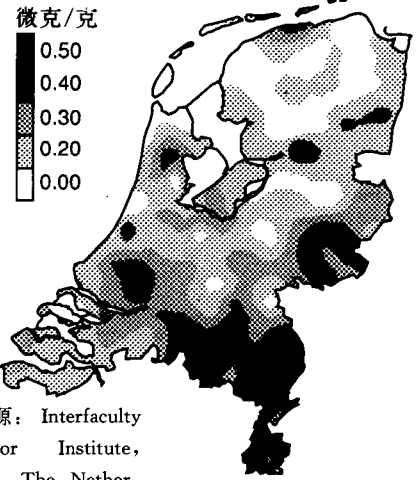 微克/克
0.50
0.40
0.30
0.20
0.00
源: Interfaculty
or Institute,
The Nether-